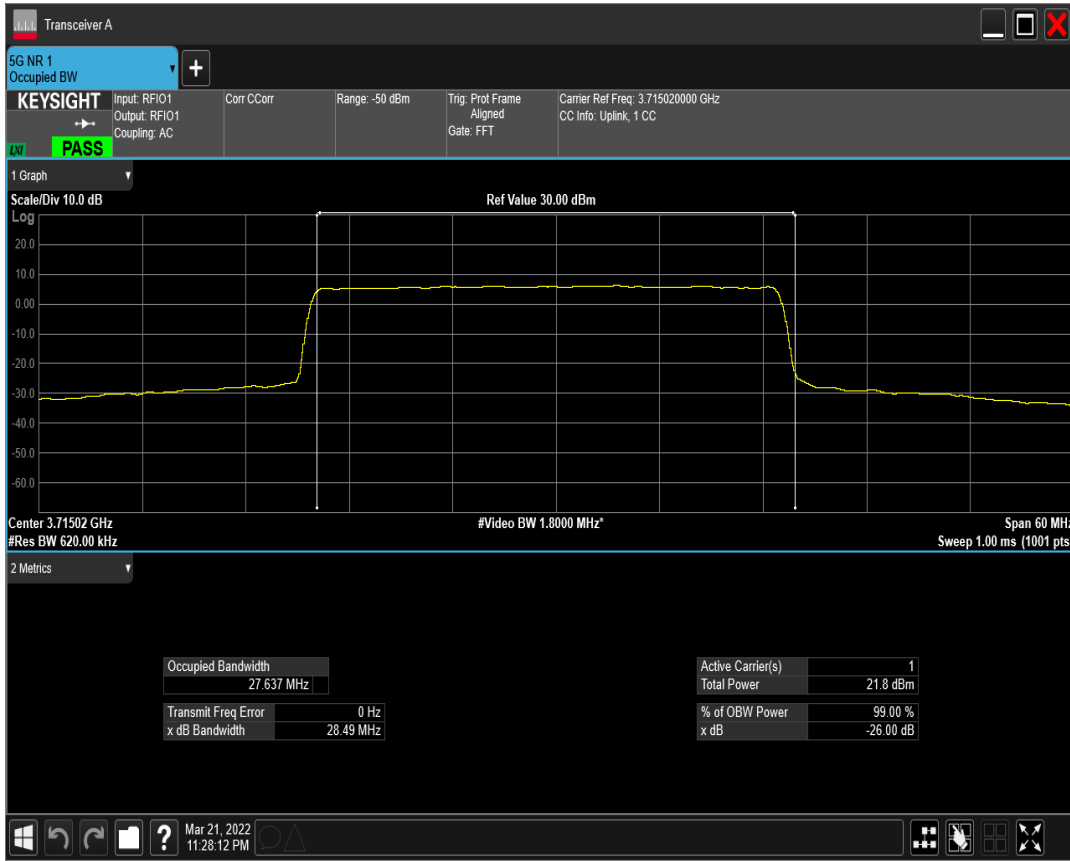 Transceiver A
5G NR 1
Occupied BW
+
KEYSIGHT
LXI
PASS
Input: RFIO1
Output: RFIO1
Coupling: AC
Corr CCorr
Range: -50 dBm
Trig: Prot Frame
Aligned
Gate: FFT
Carrier Ref Freq: 3.715020000 GHz
CC Info: Uplink, 1 CC
1 Graph
Scale/Div 10.0 dB
Ref Value 30.00 dBm
Log
20.0
10.0
0.00
-10.0
-20.0
-30.0
-40.0
-50.0
-60.0
Center 3.71502 GHz
#Video BW 1.8000 MHz*
Span 60 MHz
#Res BW 620.00 kHz
Sweep 1.00 ms (1001 pts
2 Metrics
Occupied Bandwidth
27.637 MHz
Transmit Freq Error 0 Hz
x dB Bandwidth 28.49 MHz
Active Carrier(s) 1
Total Power 21.8 dBm
% of OBW Power 99.00 %
x dB -26.00 dB
?
Mar 21, 2022
11:28:12 PM